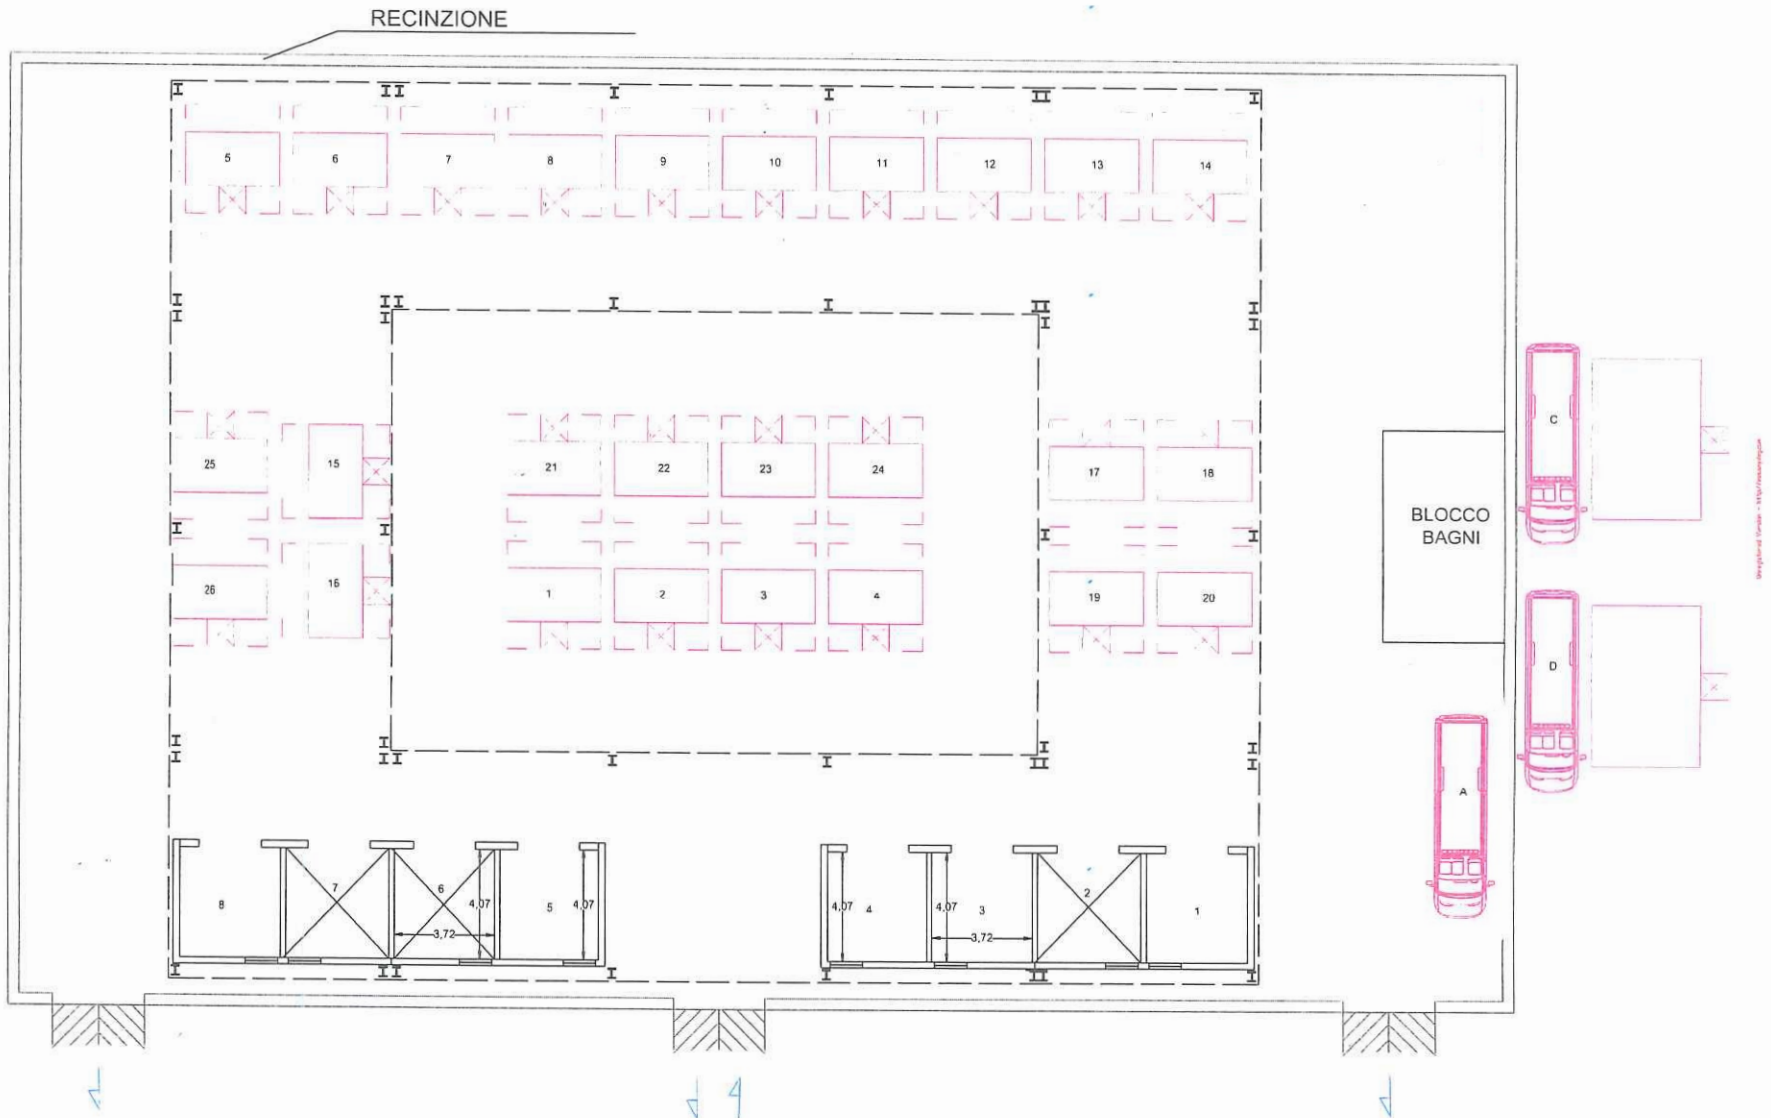 RECINZIONE
5 6 7 8 9 10 11 12 13 14
25 15 21 22 23 24 17 18 C
BLOCCO
BAGNI
26 16 1 2 3 4 19 20 D
A
8 7 6 5 4 3 2 1
4,07 4,07 4,07 4,07
3,72 3,72